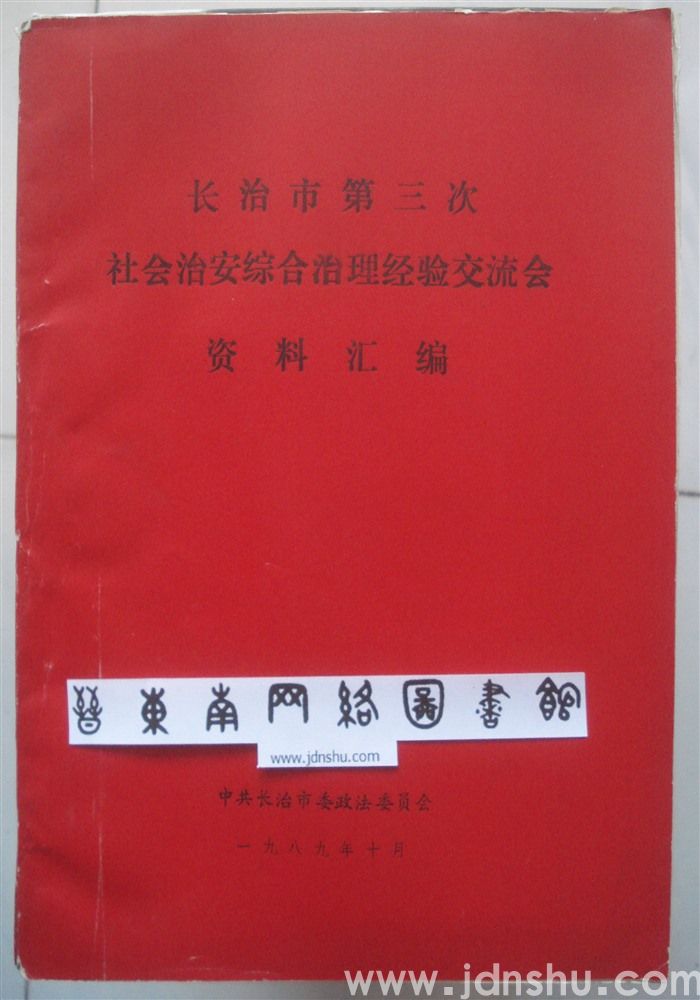 长治市第三次
社会治安综合治理经验交流会
资料汇编
晉東南网絡圖書館
www.jdnshu.com
中共长治市委政法委员会
一九八九年十月
www.jdnshu.com